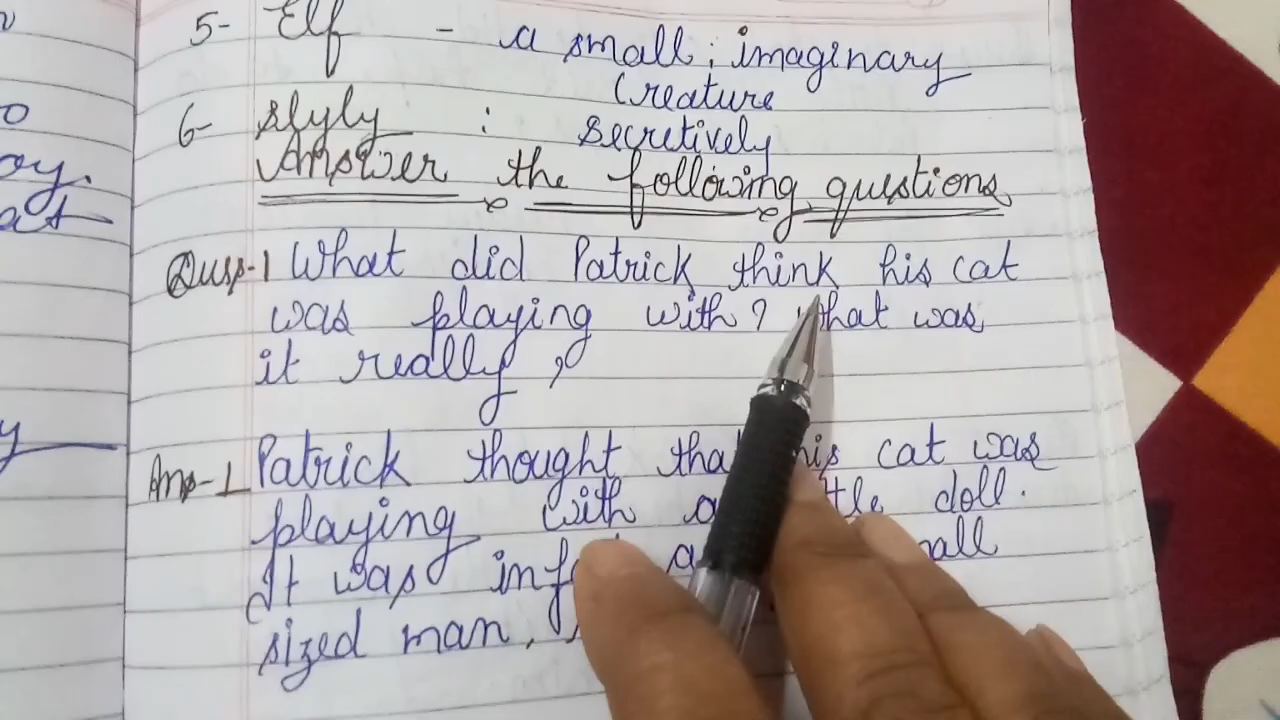 5- Elf - a small ; imaginary
Creature
6- Slyly : Secretively
Answer the following questions
Ques-1 What did Patrick think his cat
was playing with? What was
it really,
Ans-1 Patrick thought that his cat was
playing with a little doll.
It was in
sized man,